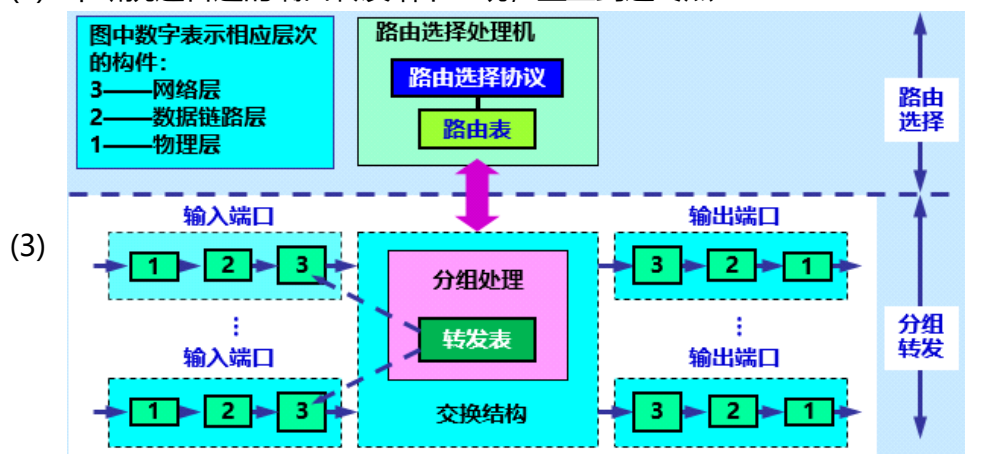 图中数字表示相应层次
的构件：
3——网络层
2——数据链路层
1——物理层
路由选择处理机
路由选择协议
路由表
路由
选择
(3)
输入端口
1 2 3
⋮
输入端口
1 2 3
分组处理
转发表
交换结构
输出端口
3 2 1
⋮
输出端口
3 2 1
分组
转发